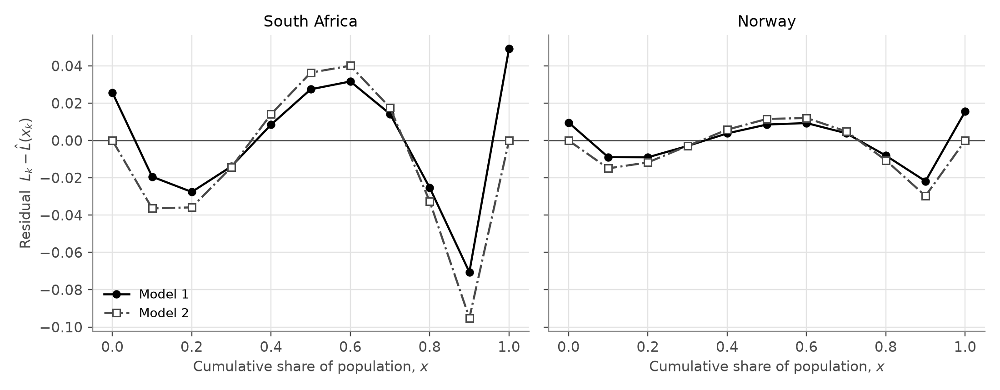 South Africa
Norway
Residual $L_k - \hat{L}(x_k)$
0.04
0.02
0.00
−0.02
−0.04
−0.06
−0.08
−0.10
Model 1
Model 2
0.0 0.2 0.4 0.6 0.8 1.0
0.0 0.2 0.4 0.6 0.8 1.0
Cumulative share of population, x
Cumulative share of population, x